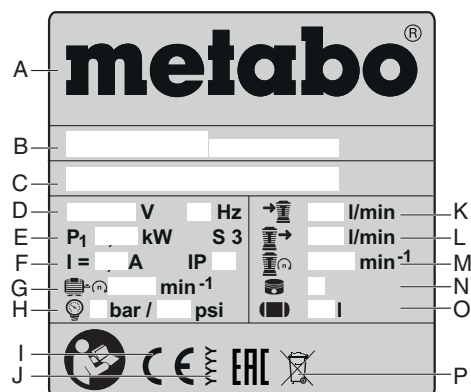 metabo®
A
B
C
D V Hz l/min K
E P₁ , kW S 3 l/min L
F I = , A IP min⁻¹ M
G min⁻¹ N
H bar / psi l O
I CE EAC
J P